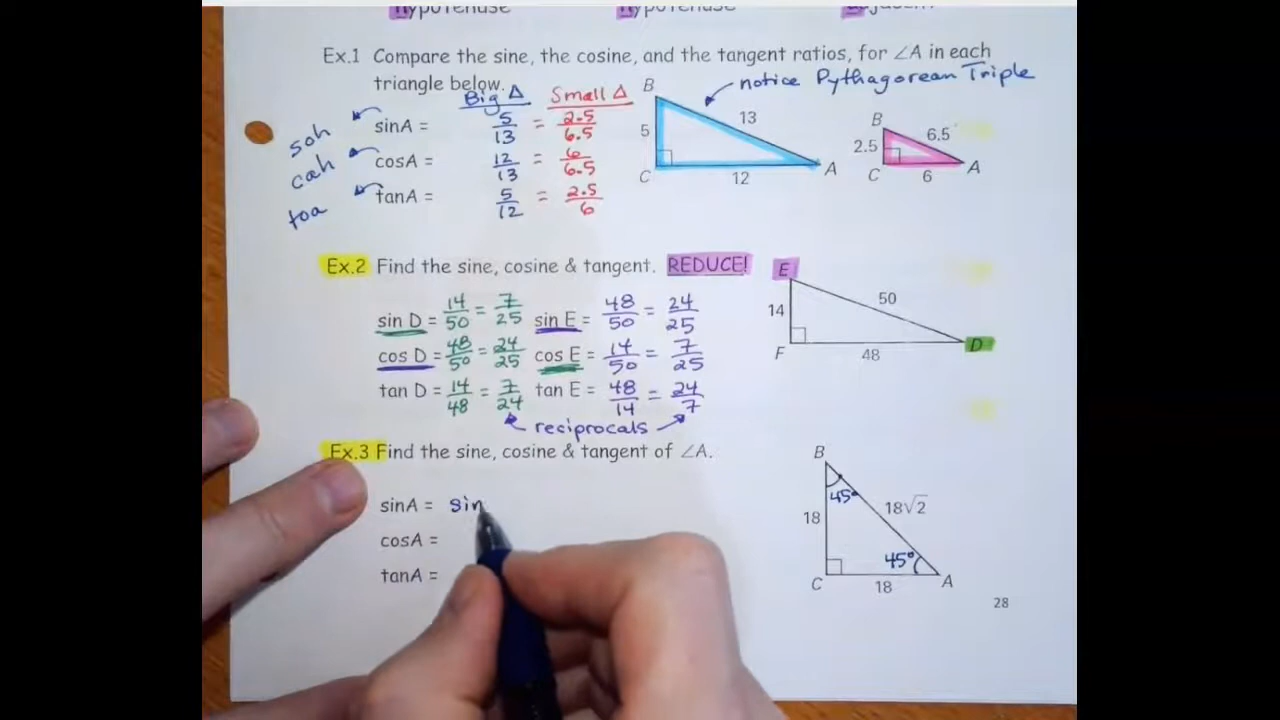 hypotenuse hypotenuse adjacent
Ex.1 Compare the sine, the cosine, and the tangent ratios, for ∠A in each
triangle below.
notice Pythagorean Triple
Big Δ Small Δ
soh sinA = 5/13 = 2.5/6.5
cah cosA = 12/13 = 6/6.5
toa tanA = 5/12 = 2.5/6
B
5 13
C 12 A
B
2.5 6.5
C 6 A
Ex.2 Find the sine, cosine & tangent. REDUCE!
sin D = 14/50 = 7/25 sin E = 48/50 = 24/25
cos D = 48/50 = 24/25 cos E = 14/50 = 7/25
tan D = 14/48 = 7/24 tan E = 48/14 = 24/7
reciprocals
E
14 50
F 48 D
Ex.3 Find the sine, cosine & tangent of ∠A.
sinA = sin
cosA =
tanA =
B
45°
18 18√2
45°
C 18 A
28